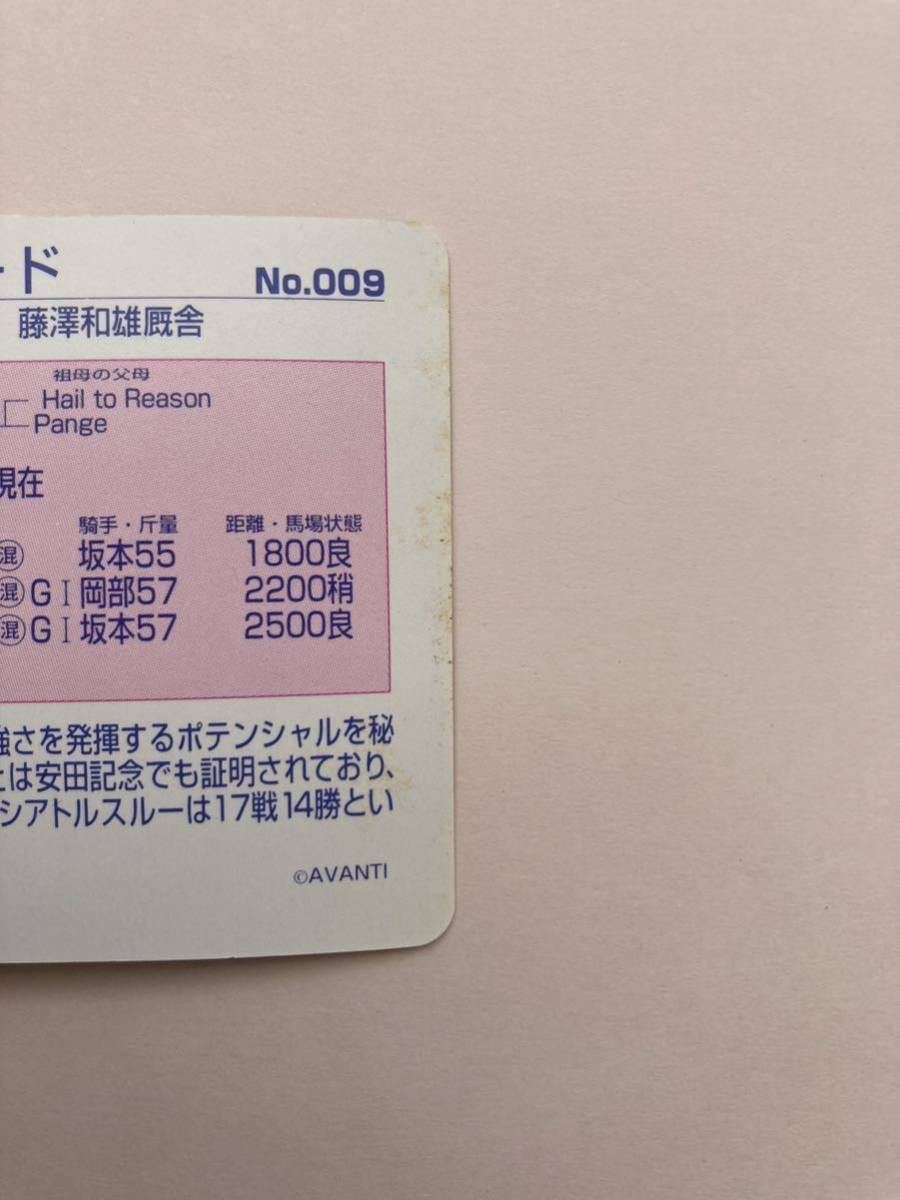 ード No.009
藤澤和雄厩舎
祖母の父母
Hail to Reason
Pange
現在
騎手・斤量 距離・馬場状態
混 坂本55 1800良
混 GⅠ 岡部57 2200稍
混 GⅠ 坂本57 2500良
強さを発揮するポテンシャルを秘
とは安田記念でも証明されており、
シアトルスルーは17戦14勝とい
©AVANTI